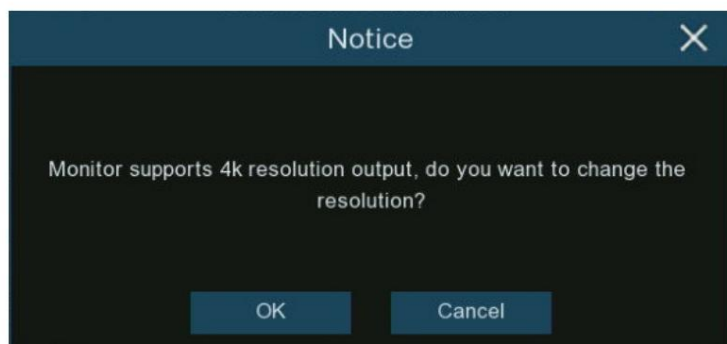 Notice
Monitor supports 4k resolution output, do you want to change the
resolution?
OK
Cancel